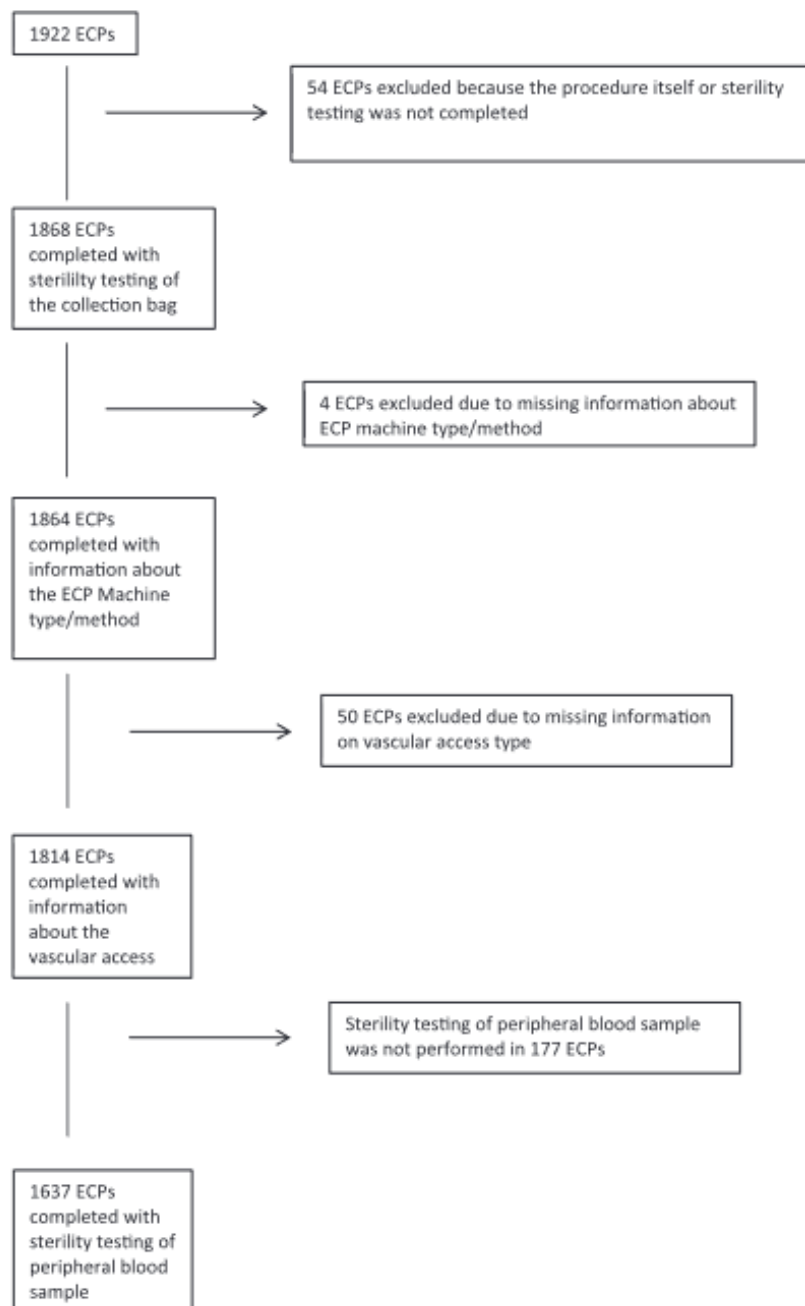 1922 ECPs
54 ECPs excluded because the procedure itself or sterility
testing was not completed
1868 ECPs
completed with
sterililty testing of
the collection bag
4 ECPs excluded due to missing information about
ECP machine type/method
1864 ECPs
completed with
information about
the ECP Machine
type/method
50 ECPs excluded due to missing information
on vascular access type
1814 ECPs
completed with
information
about the
vascular access
Sterility testing of peripheral blood sample
was not performed in 177 ECPs
1637 ECPs
completed with
sterility testing of
peripheral blood
sample